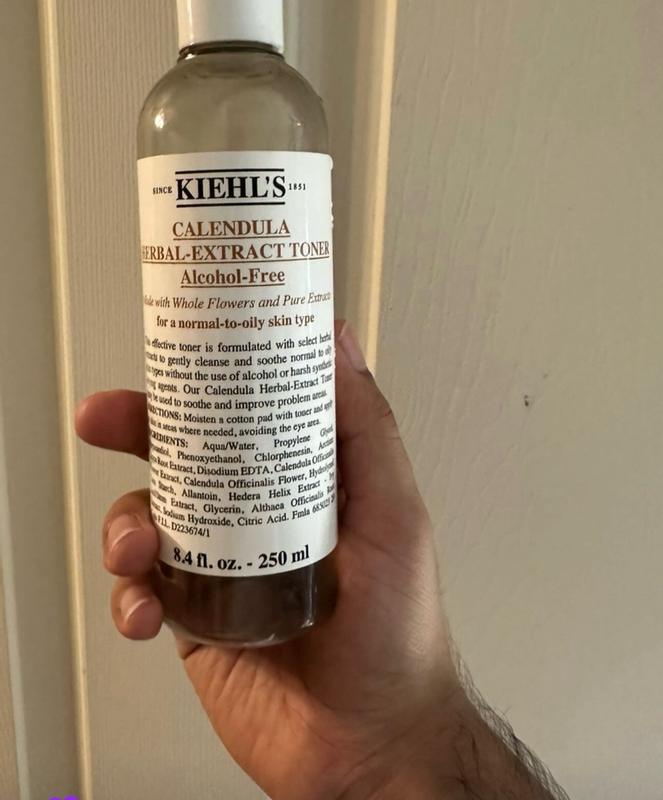 SINCE KIEHL'S 1851
CALENDULA
HERBAL-EXTRACT TONER
Alcohol-Free
Made with Whole Flowers and Pure Extracts
for a normal-to-oily skin type
effective toner is formulated with select herbal
to gently cleanse and soothe normal to oily
types without the use of alcohol or harsh synthetic
agents. Our Calendula Herbal-Extract Toner
be used to soothe and improve problem areas.
Moisten a cotton pad with toner and apply
skin in areas where needed, avoiding the eye area.
Aqua/Water, Propylene Glycol,
Phenoxyethanol, Chlorphenesin,
Root Extract, Disodium EDTA, Calendula Officinalis
Extract, Calendula Officinalis Flower,
Starch, Allantoin, Hedera Helix Extract -
Extract, Glycerin, Althaea Officinalis Root
Sodium Hydroxide, Citric Acid. Fmla
F.I.L. D223674/1
8.4 fl. oz. - 250 ml